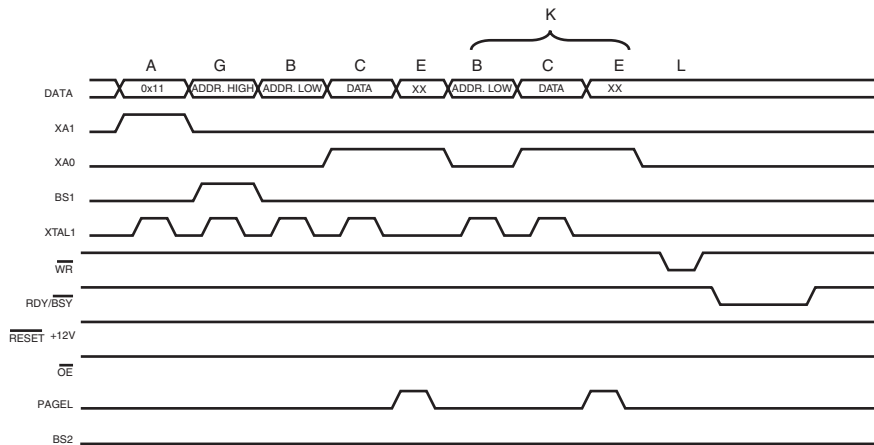 K
A G B C E B C E L
DATA 0x11 ADDR. HIGH ADDR. LOW DATA XX ADDR. LOW DATA XX
XA1
XA0
BS1
XTAL1
WR
RDY/BSY
RESET +12V
OE
PAGEL
BS2